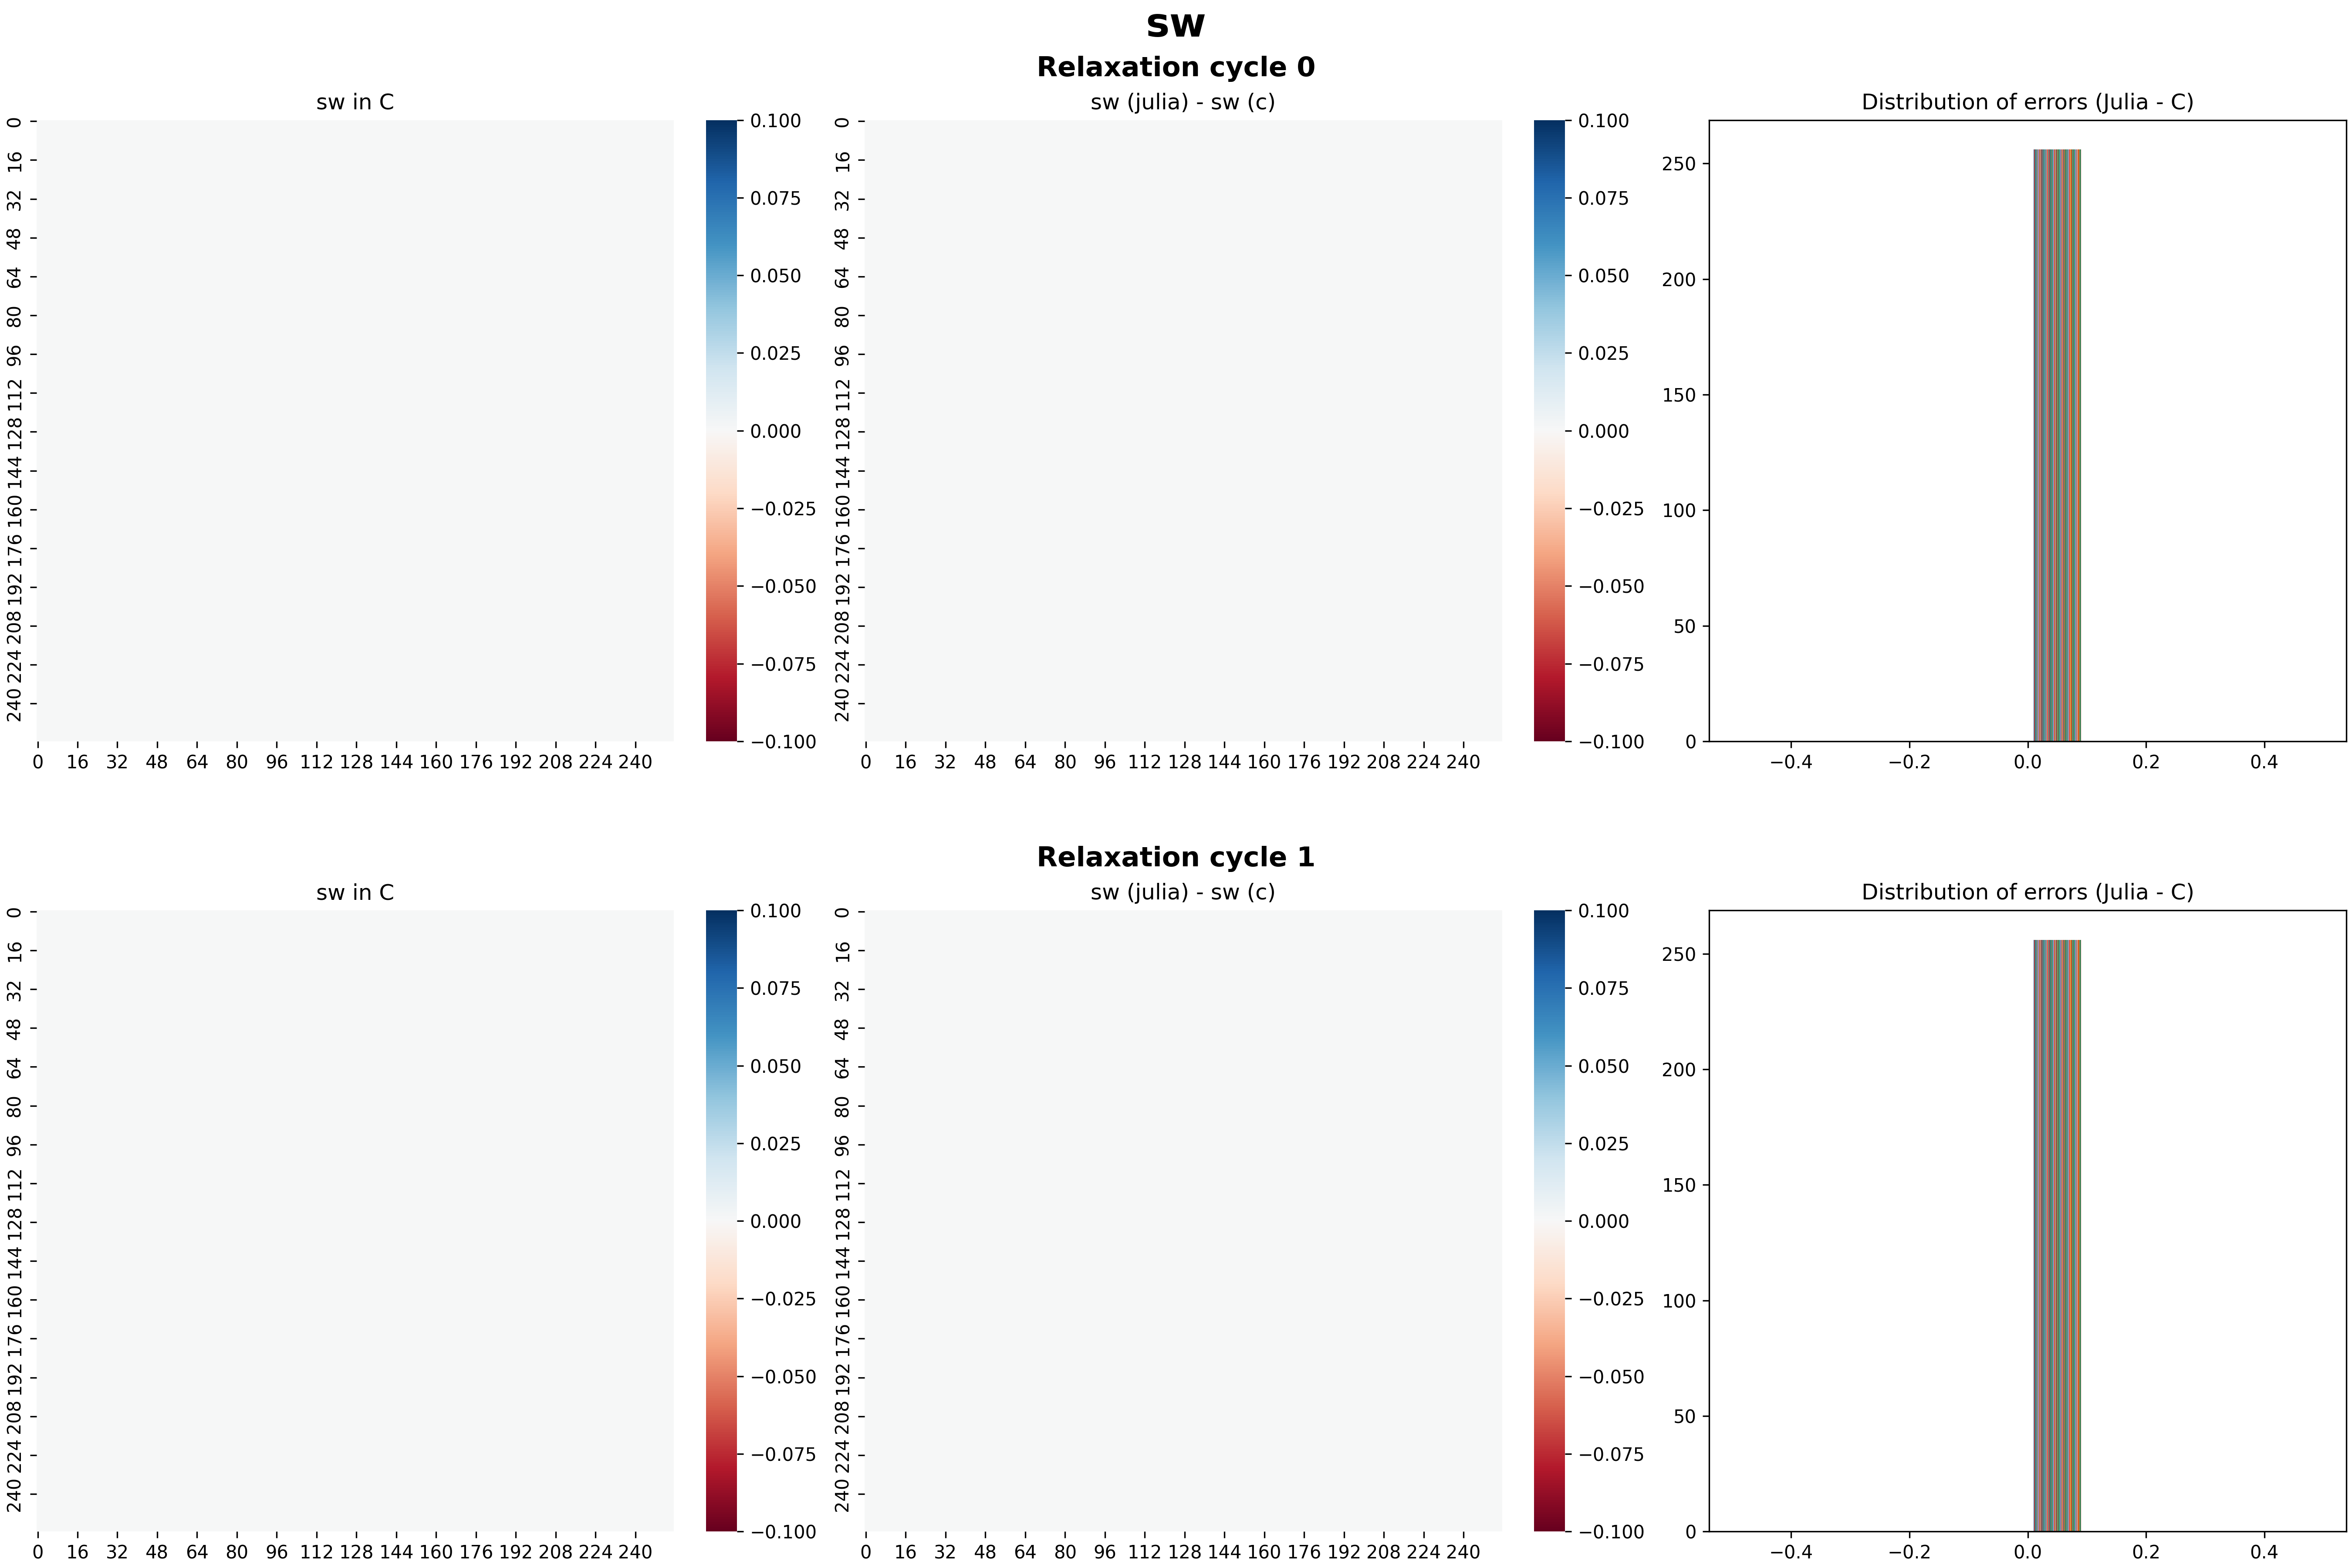 sw
Relaxation cycle 0
sw in C
0 16 32 48 64 80 96 112 128 144 160 176 192 208 224 240
0 16 32 48 64 80 96 112 128 144 160 176 192 208 224 240
0.100
0.075
0.050
0.025
0.000
−0.025
−0.050
−0.075
−0.100
sw (julia) - sw (c)
0 16 32 48 64 80 96 112 128 144 160 176 192 208 224 240
0 16 32 48 64 80 96 112 128 144 160 176 192 208 224 240
0.100
0.075
0.050
0.025
0.000
−0.025
−0.050
−0.075
−0.100
Distribution of errors (Julia - C)
250
200
150
100
50
0
−0.4 −0.2 0.0 0.2 0.4
Relaxation cycle 1
sw in C
0 16 32 48 64 80 96 112 128 144 160 176 192 208 224 240
0 16 32 48 64 80 96 112 128 144 160 176 192 208 224 240
0.100
0.075
0.050
0.025
0.000
−0.025
−0.050
−0.075
−0.100
sw (julia) - sw (c)
0 16 32 48 64 80 96 112 128 144 160 176 192 208 224 240
0 16 32 48 64 80 96 112 128 144 160 176 192 208 224 240
0.100
0.075
0.050
0.025
0.000
−0.025
−0.050
−0.075
−0.100
Distribution of errors (Julia - C)
250
200
150
100
50
0
−0.4 −0.2 0.0 0.2 0.4